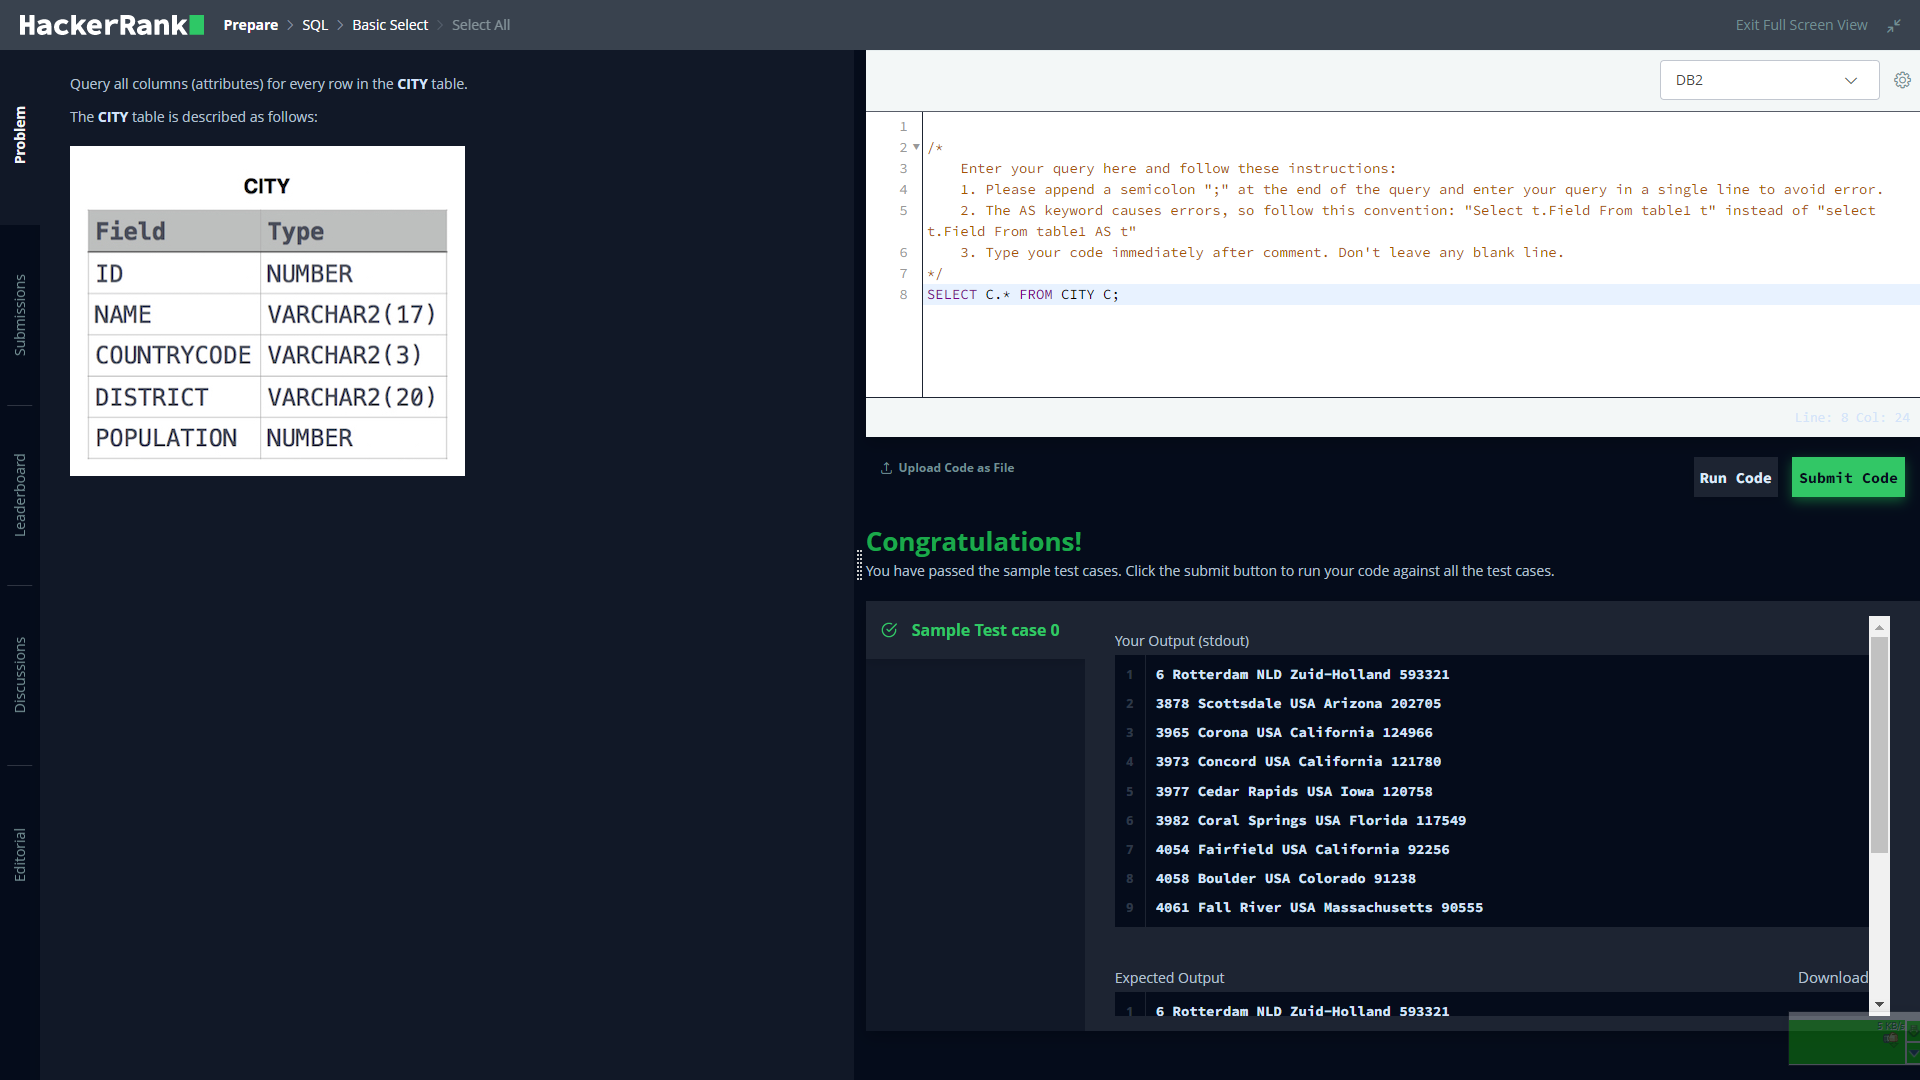 HackerRank
Prepare > SQL > Basic Select > Select All
Exit Full Screen View
Problem
Submissions
Leaderboard
Discussions
Editorial
Query all columns (attributes) for every row in the CITY table.
The CITY table is described as follows:
CITY
Field Type
ID NUMBER
NAME VARCHAR2(17)
COUNTRYCODE VARCHAR2(3)
DISTRICT VARCHAR2(20)
POPULATION NUMBER
DB2
1
2 /*
3 Enter your query here and follow these instructions:
4 1. Please append a semicolon ";" at the end of the query and enter your query in a single line to avoid error.
5 2. The AS keyword causes errors, so follow this convention: "Select t.Field From table1 t" instead of "select
t.Field From table1 AS t"
6 3. Type your code immediately after comment. Don't leave any blank line.
7 */
8 SELECT C.* FROM CITY C;
Line: 8 Col: 24
Upload Code as File
Run Code
Submit Code
Congratulations!
You have passed the sample test cases. Click the submit button to run your code against all the test cases.
Sample Test case 0
Your Output (stdout)
1 6 Rotterdam NLD Zuid-Holland 593321
2 3878 Scottsdale USA Arizona 202705
3 3965 Corona USA California 124966
4 3973 Concord USA California 121780
5 3977 Cedar Rapids USA Iowa 120758
6 3982 Coral Springs USA Florida 117549
7 4054 Fairfield USA California 92256
8 4058 Boulder USA Colorado 91238
9 4061 Fall River USA Massachusetts 90555
Expected Output
Download
1 6 Rotterdam NLD Zuid-Holland 593321